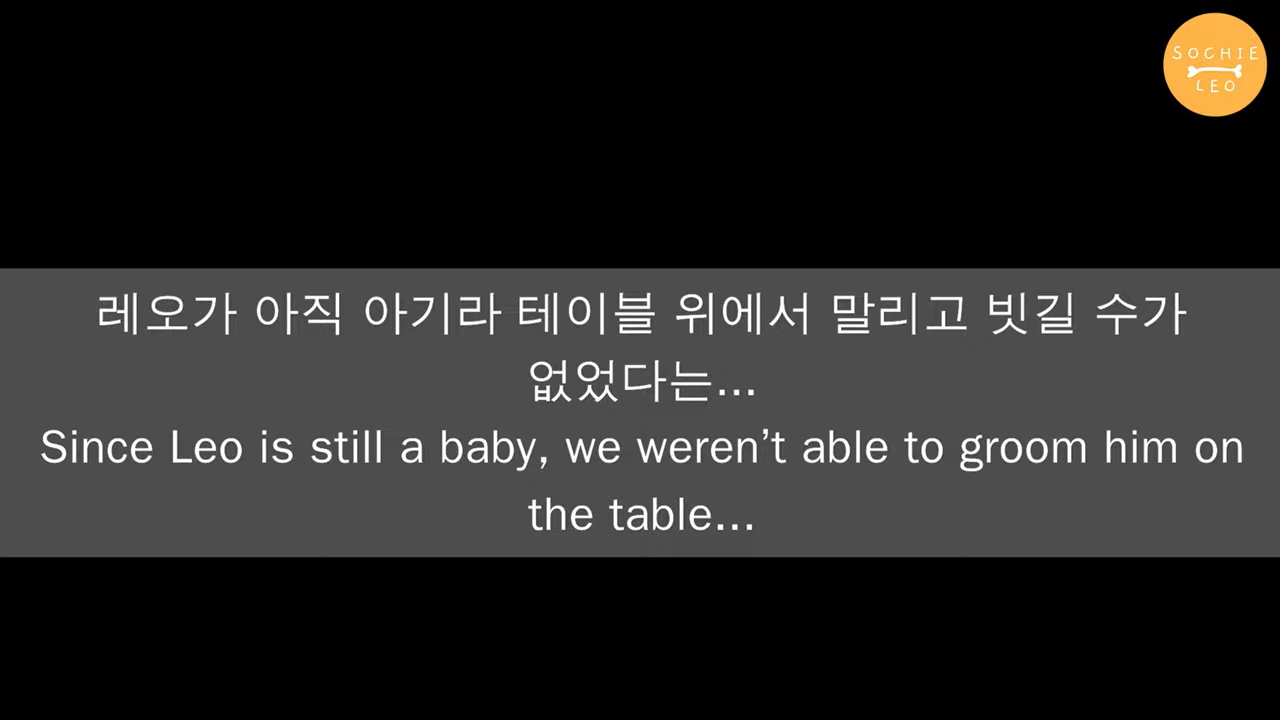 SOCHIE
LEO
레오가 아직 아기라 테이블 위에서 말리고 빗길 수가
없었다는...
Since Leo is still a baby, we weren’t able to groom him on
the table...